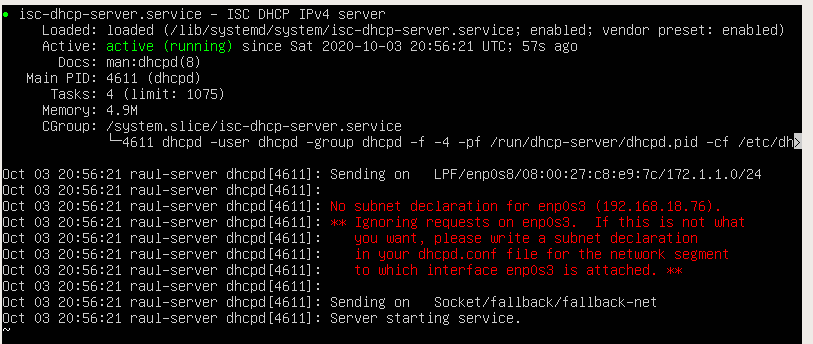 ● isc-dhcp-server.service - ISC DHCP IPv4 server
Loaded: loaded (/lib/systemd/system/isc-dhcp-server.service; enabled; vendor preset: enabled)
Active: active (running) since Sat 2020-10-03 20:56:21 UTC; 57s ago
Docs: man:dhcpd(8)
Main PID: 4611 (dhcpd)
Tasks: 4 (limit: 1075)
Memory: 4.9M
CGroup: /system.slice/isc-dhcp-server.service
└─4611 dhcpd -user dhcpd -group dhcpd -f -4 -pf /run/dhcp-server/dhcpd.pid -cf /etc/dh>
Oct 03 20:56:21 raul-server dhcpd[4611]: Sending on   LPF/enp0s8/08:00:27:c8:e9:7c/172.1.1.0/24
Oct 03 20:56:21 raul-server dhcpd[4611]:
Oct 03 20:56:21 raul-server dhcpd[4611]: No subnet declaration for enp0s3 (192.168.18.76).
Oct 03 20:56:21 raul-server dhcpd[4611]: ** Ignoring requests on enp0s3.  If this is not what
Oct 03 20:56:21 raul-server dhcpd[4611]:    you want, please write a subnet declaration
Oct 03 20:56:21 raul-server dhcpd[4611]:    in your dhcpd.conf file for the network segment
Oct 03 20:56:21 raul-server dhcpd[4611]:    to which interface enp0s3 is attached. **
Oct 03 20:56:21 raul-server dhcpd[4611]:
Oct 03 20:56:21 raul-server dhcpd[4611]: Sending on   Socket/fallback/fallback-net
Oct 03 20:56:21 raul-server dhcpd[4611]: Server starting service.
~